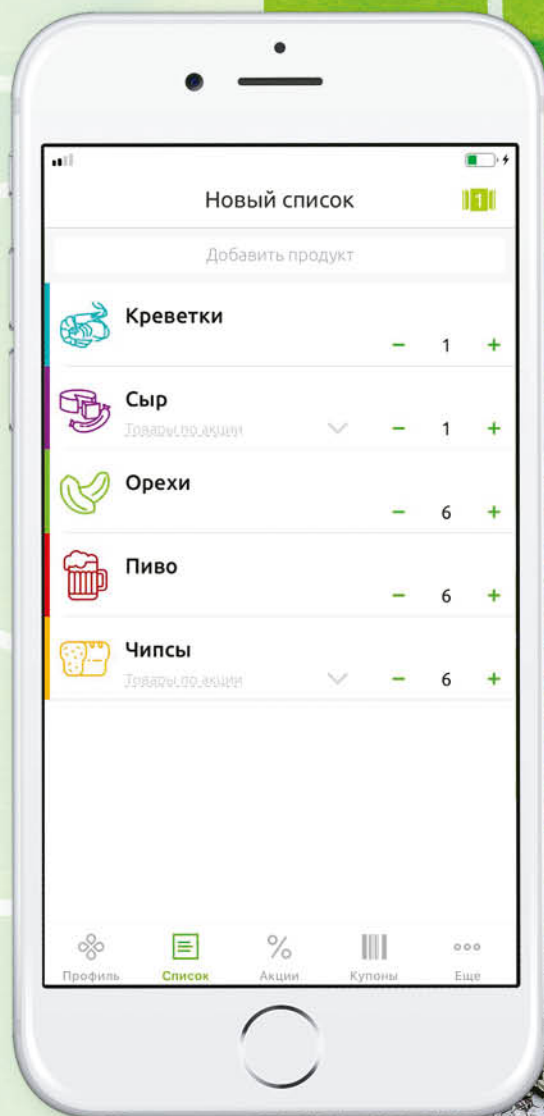 Новый список
1
Добавить продукт
Креветки
− 1 +
Сыр
Товары по акции
− 1 +
Орехи
− 6 +
Пиво
− 6 +
Чипсы
Товары по акции
− 6 +
Профиль Список Акции Купоны Еще